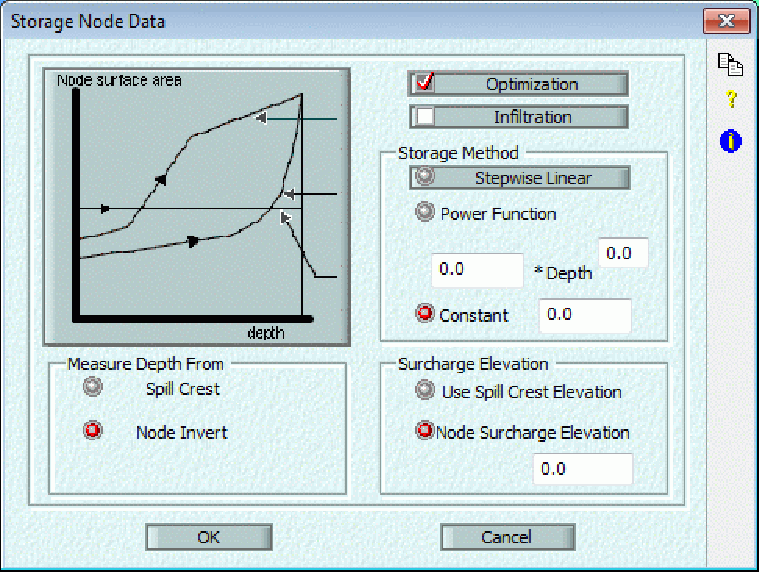 Storage Node Data
Node surface area
depth
Optimization
Infiltration
Storage Method
Stepwise Linear
Power Function
0.0
* Depth
0.0
Constant
0.0
Measure Depth From
Spill Crest
Node Invert
Surcharge Elevation
Use Spill Crest Elevation
Node Surcharge Elevation
0.0
OK
Cancel